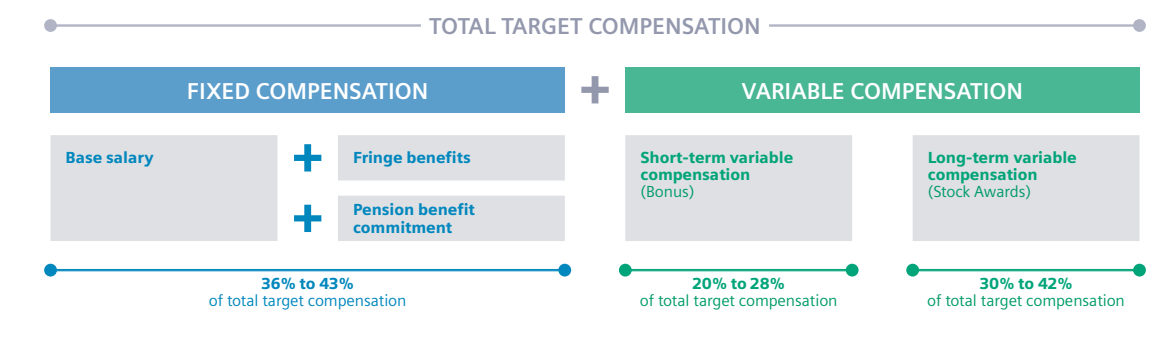 TOTAL TARGET COMPENSATION
FIXED COMPENSATION
+
VARIABLE COMPENSATION
Base salary
+
Fringe benefits
+
Pension benefit
commitment
Short-term variable
compensation
(Bonus)
Long-term variable
compensation
(Stock Awards)
36% to 43%
of total target compensation
20% to 28%
of total target compensation
30% to 42%
of total target compensation